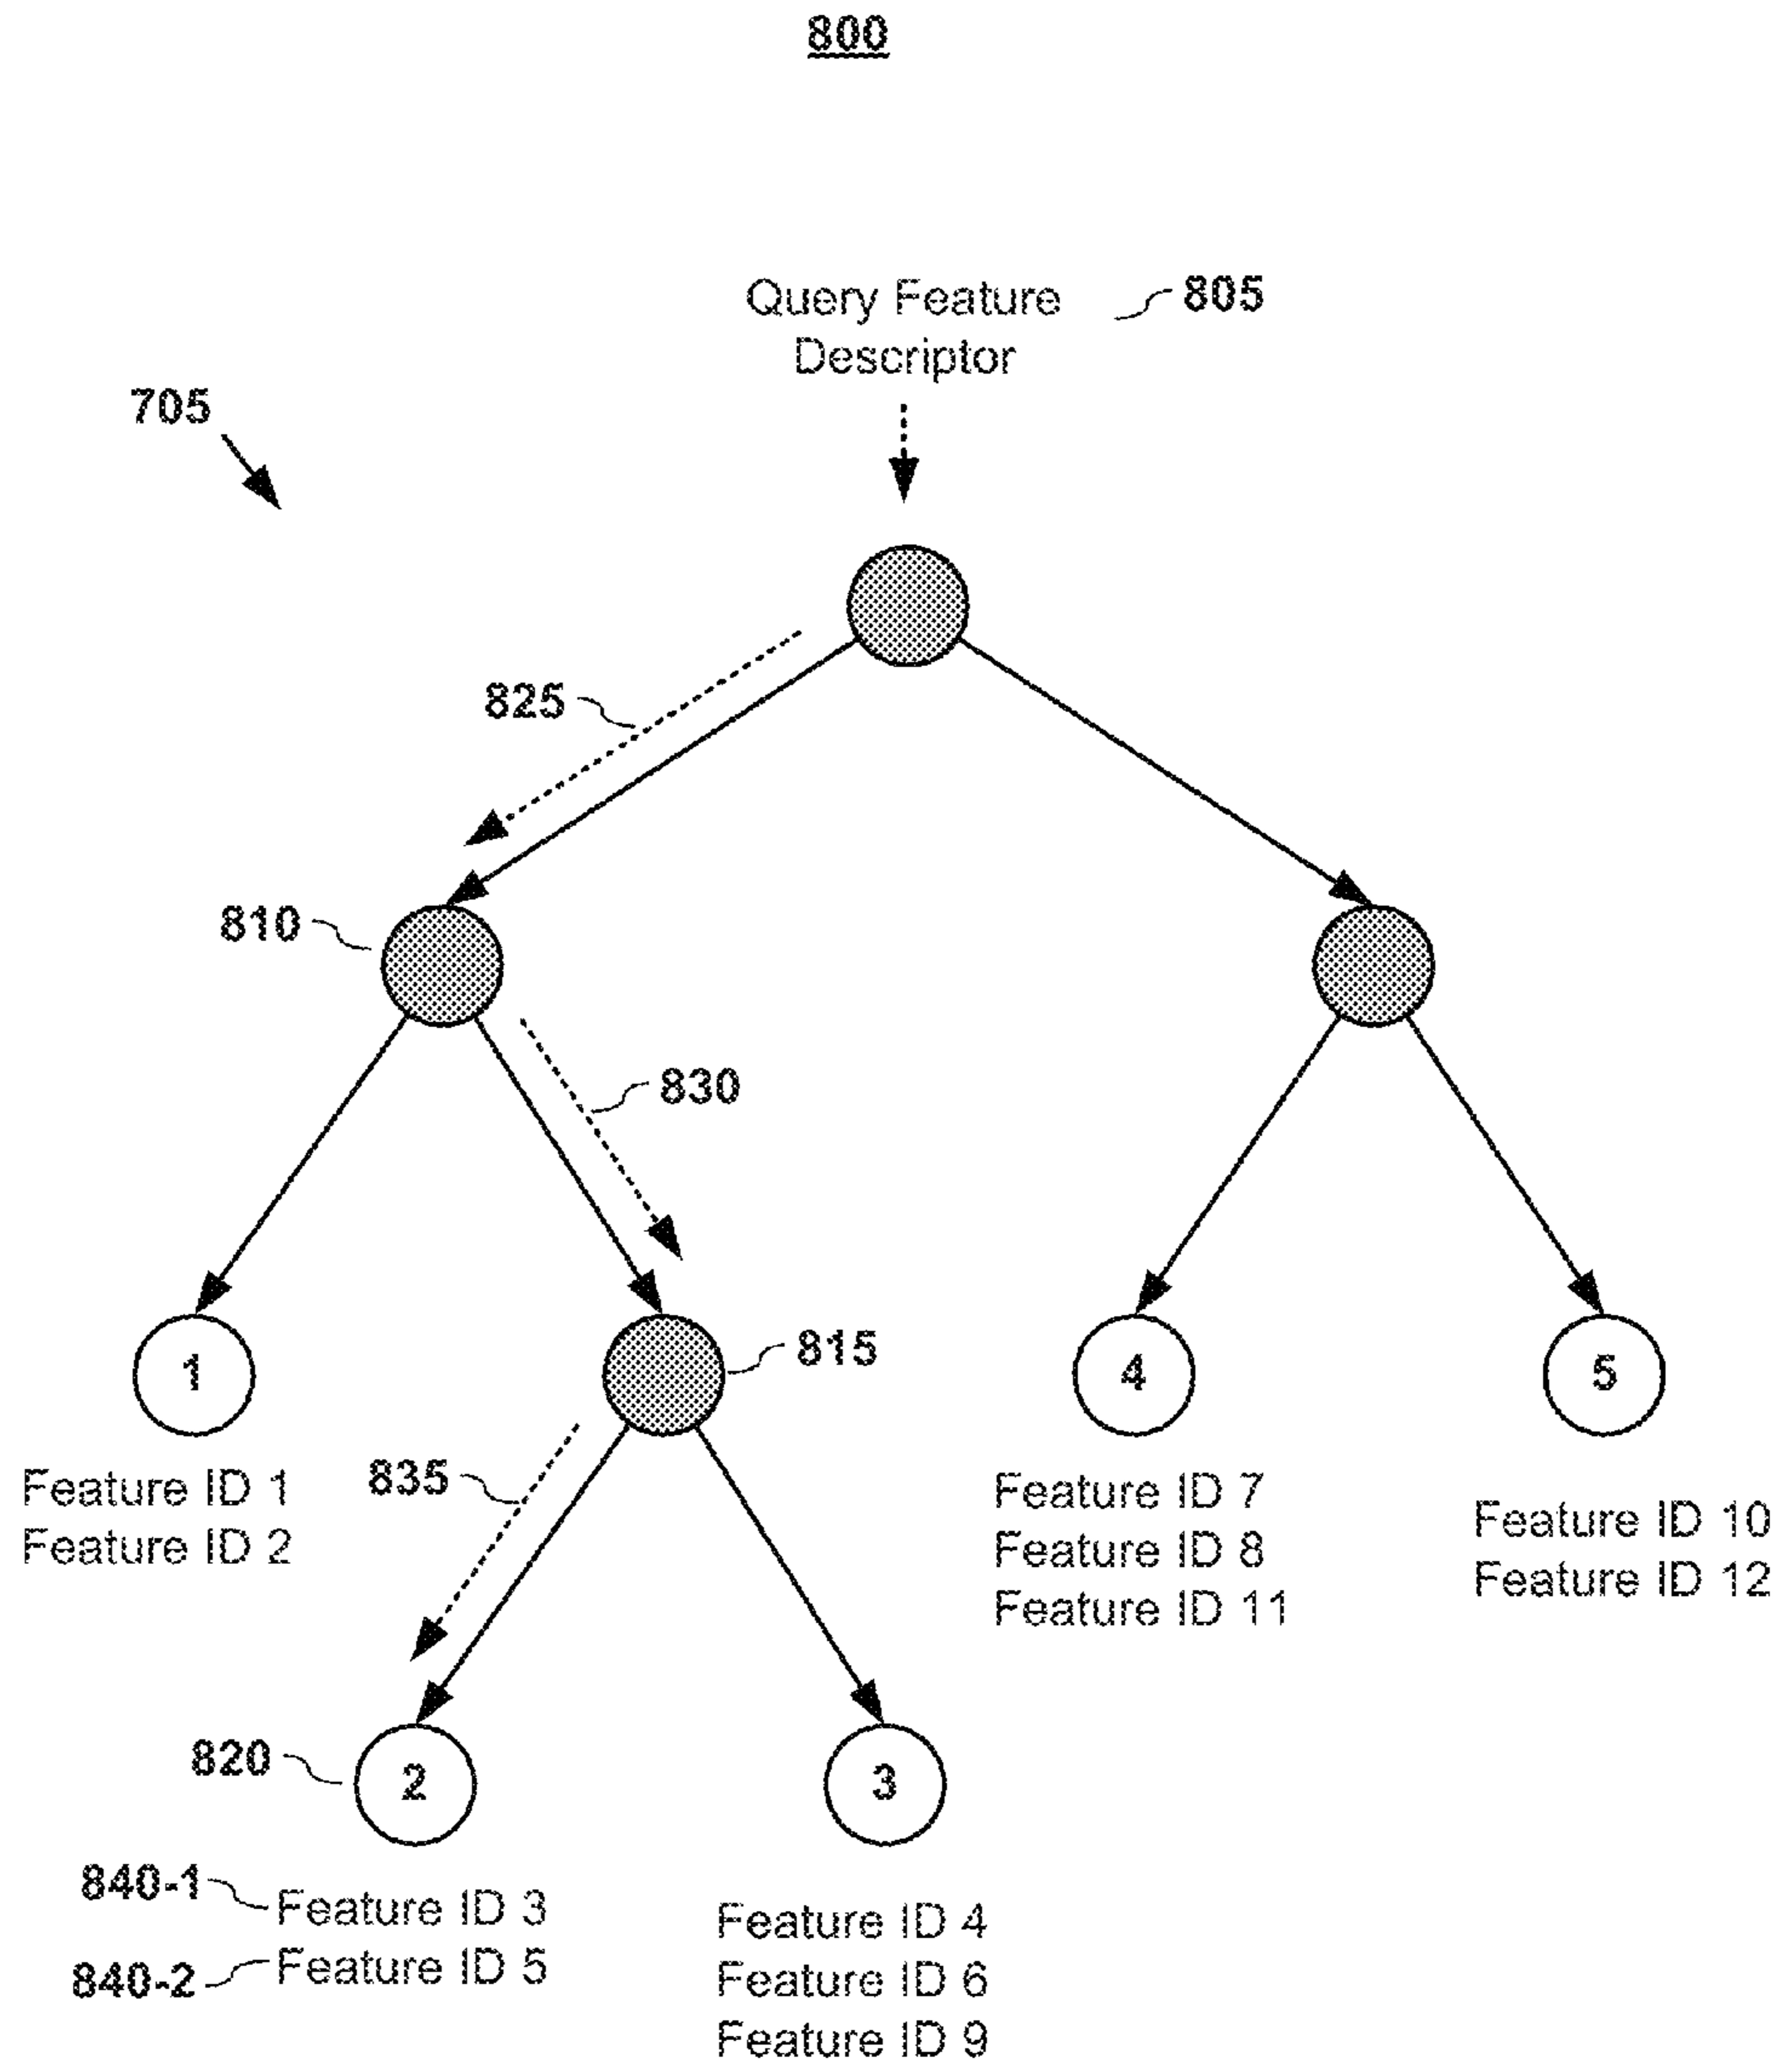 800
Query Feature
Descriptor
805
705
825
810
830
1
815
4
5
835
Feature ID 1
Feature ID 2
Feature ID 7
Feature ID 8
Feature ID 11
Feature ID 10
Feature ID 12
820
2
3
840-1
Feature ID 3
840-2
Feature ID 5
Feature ID 4
Feature ID 6
Feature ID 9